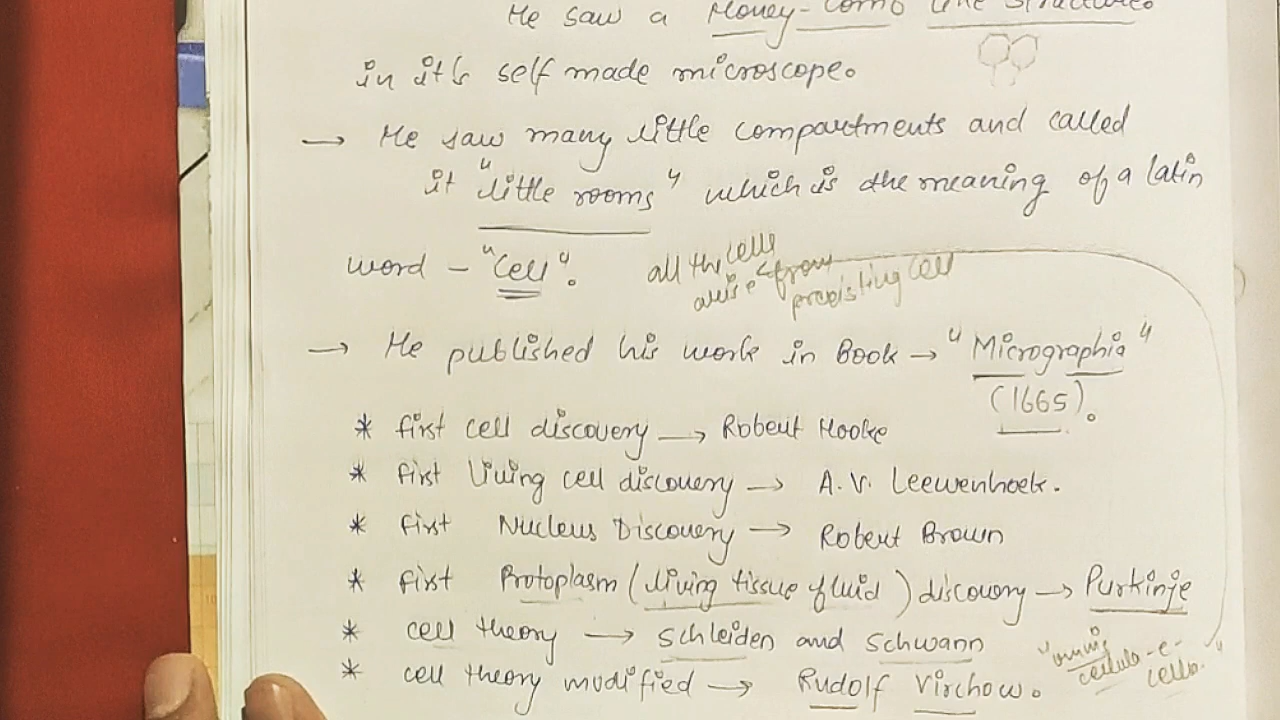 He saw a Honey-comb like structure.
in it's self made microscope.
→ He saw many little compartments and called
it "little rooms" which is the meaning of a latin
word - "Cell".
all the cells
arise from
preexisting cell
→ He published his work in Book → "Micrographia"
(1665).
* first cell discovery → Robert Hooke
* first living cell discovery → A.V. Leewenhoek.
* first Nucleus Discovery → Robert Brown
* first Protoplasm (living tissue fluid) discovery → Purkinje
* cell theory → Schleiden and Schwann
* cell theory modified → Rudolf Virchow.
"omnis
cellula-e-
cellula."